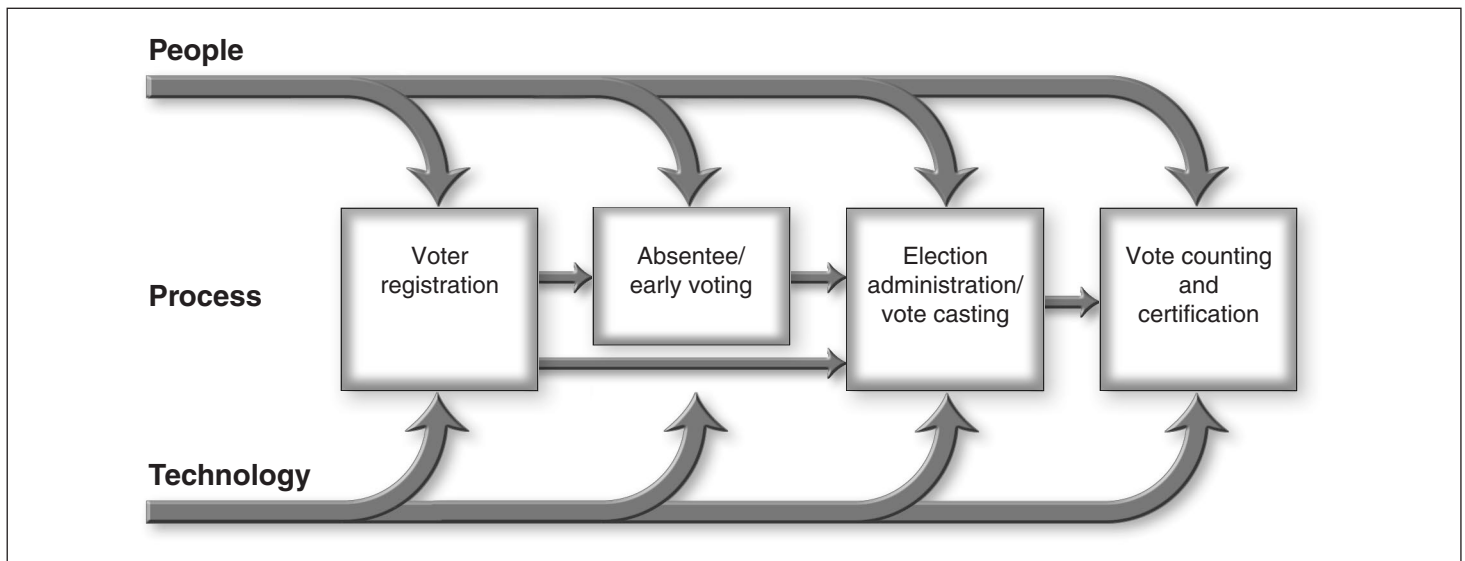 People
Process
Voter
registration
Absentee/
early voting
Election
administration/
vote casting
Vote counting
and
certification
Technology